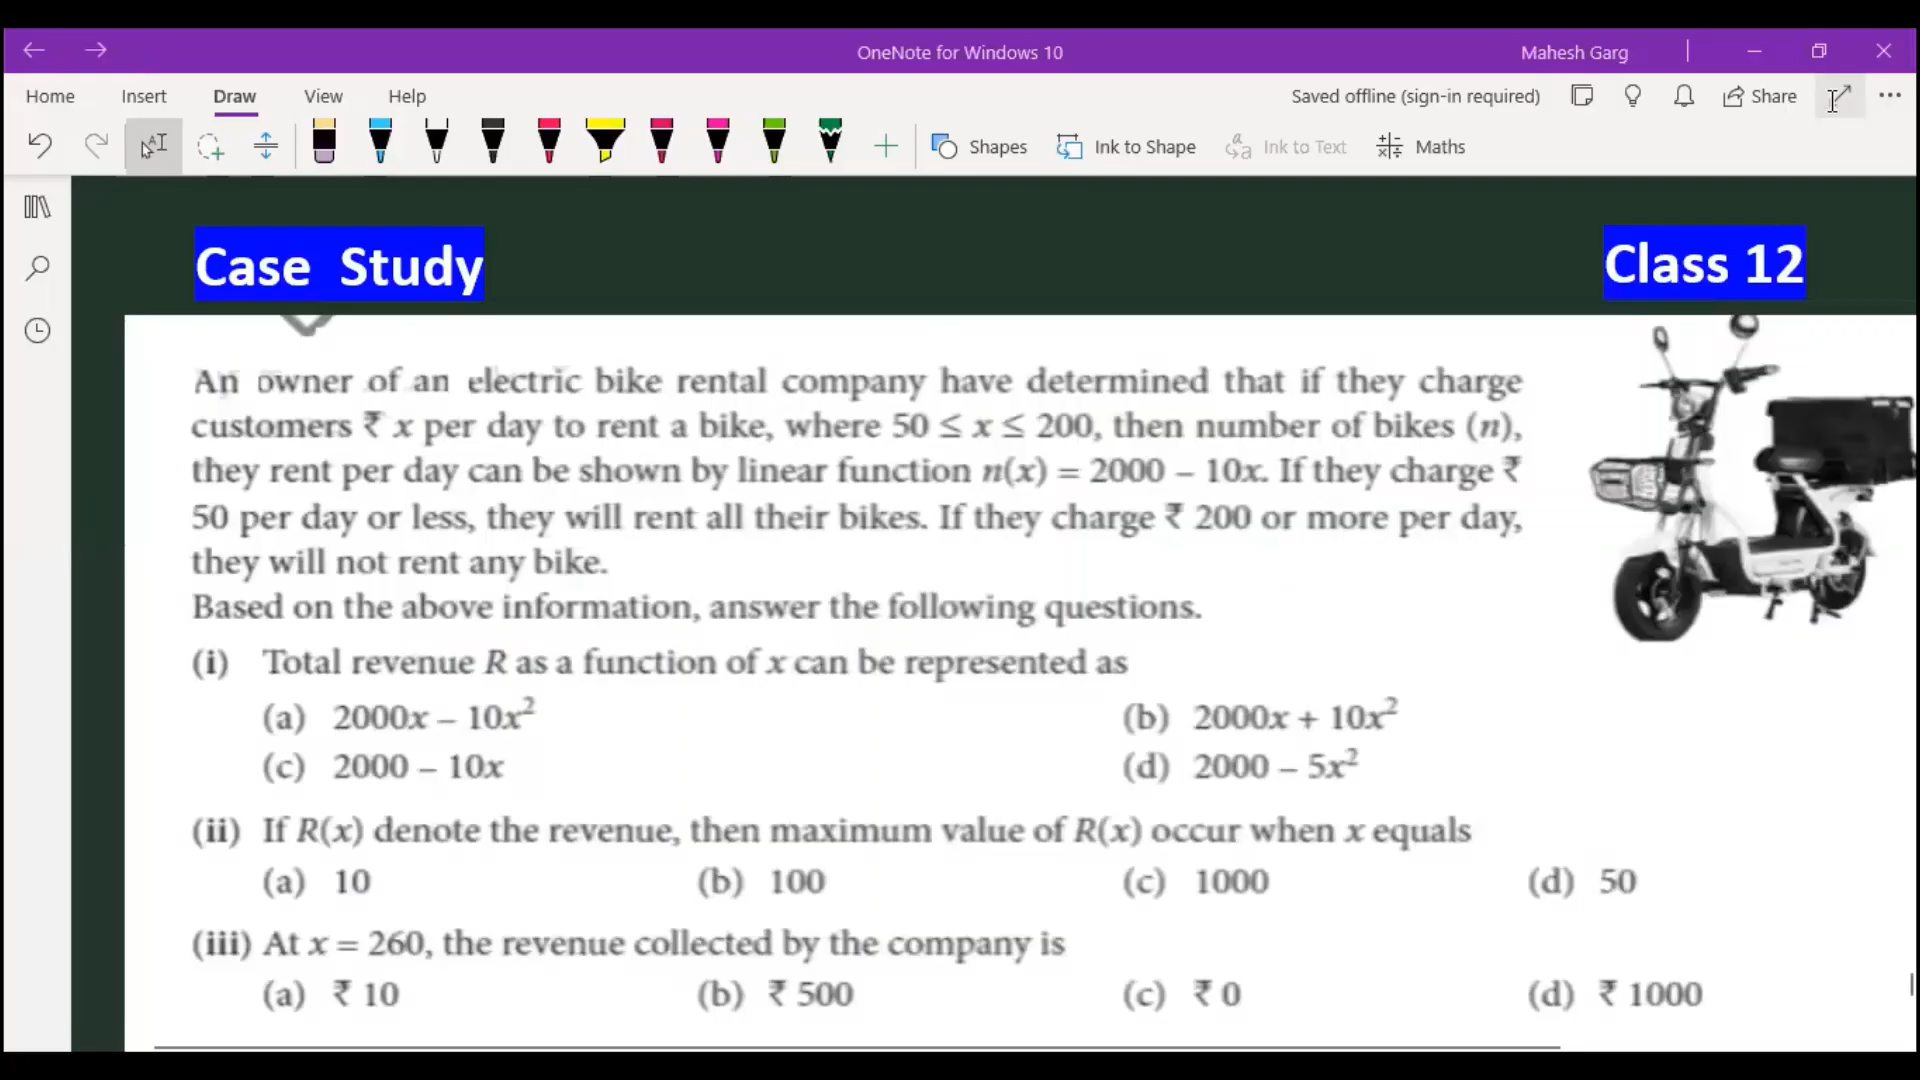 OneNote for Windows 10
Mahesh Garg
Home Insert Draw View Help
Saved offline (sign-in required) Share
Shapes Ink to Shape Ink to Text Maths
Case Study
Class 12
An owner of an electric bike rental company have determined that if they charge
customers ₹ x per day to rent a bike, where 50 ≤ x ≤ 200, then number of bikes (n),
they rent per day can be shown by linear function n(x) = 2000 – 10x. If they charge ₹
50 per day or less, they will rent all their bikes. If they charge ₹ 200 or more per day,
they will not rent any bike.
Based on the above information, answer the following questions.
(i) Total revenue R as a function of x can be represented as
(a) 2000x – 10x² (b) 2000x + 10x²
(c) 2000 – 10x (d) 2000 – 5x²
(ii) If R(x) denote the revenue, then maximum value of R(x) occur when x equals
(a) 10 (b) 100 (c) 1000 (d) 50
(iii) At x = 260, the revenue collected by the company is
(a) ₹ 10 (b) ₹ 500 (c) ₹ 0 (d) ₹ 1000